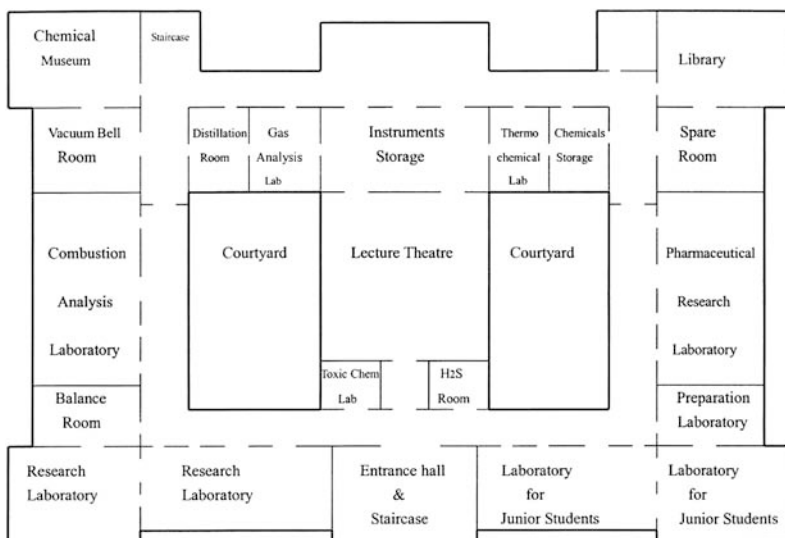 Chemical
Museum
Staircase
Library
Vacuum Bell
Room
Distillation
Room
Gas
Analysis
Lab
Instruments
Storage
Thermo
chemical
Lab
Chemicals
Storage
Spare
Room
Combustion
Analysis
Laboratory
Courtyard
Lecture Theatre
Courtyard
Pharmaceutical
Research
Laboratory
Toxic Chem
Lab
H2S
Room
Balance
Room
Preparation
Laboratory
Research
Laboratory
Research
Laboratory
Entrance hall
&
Staircase
Laboratory
for
Junior Students
Laboratory
for
Junior Students